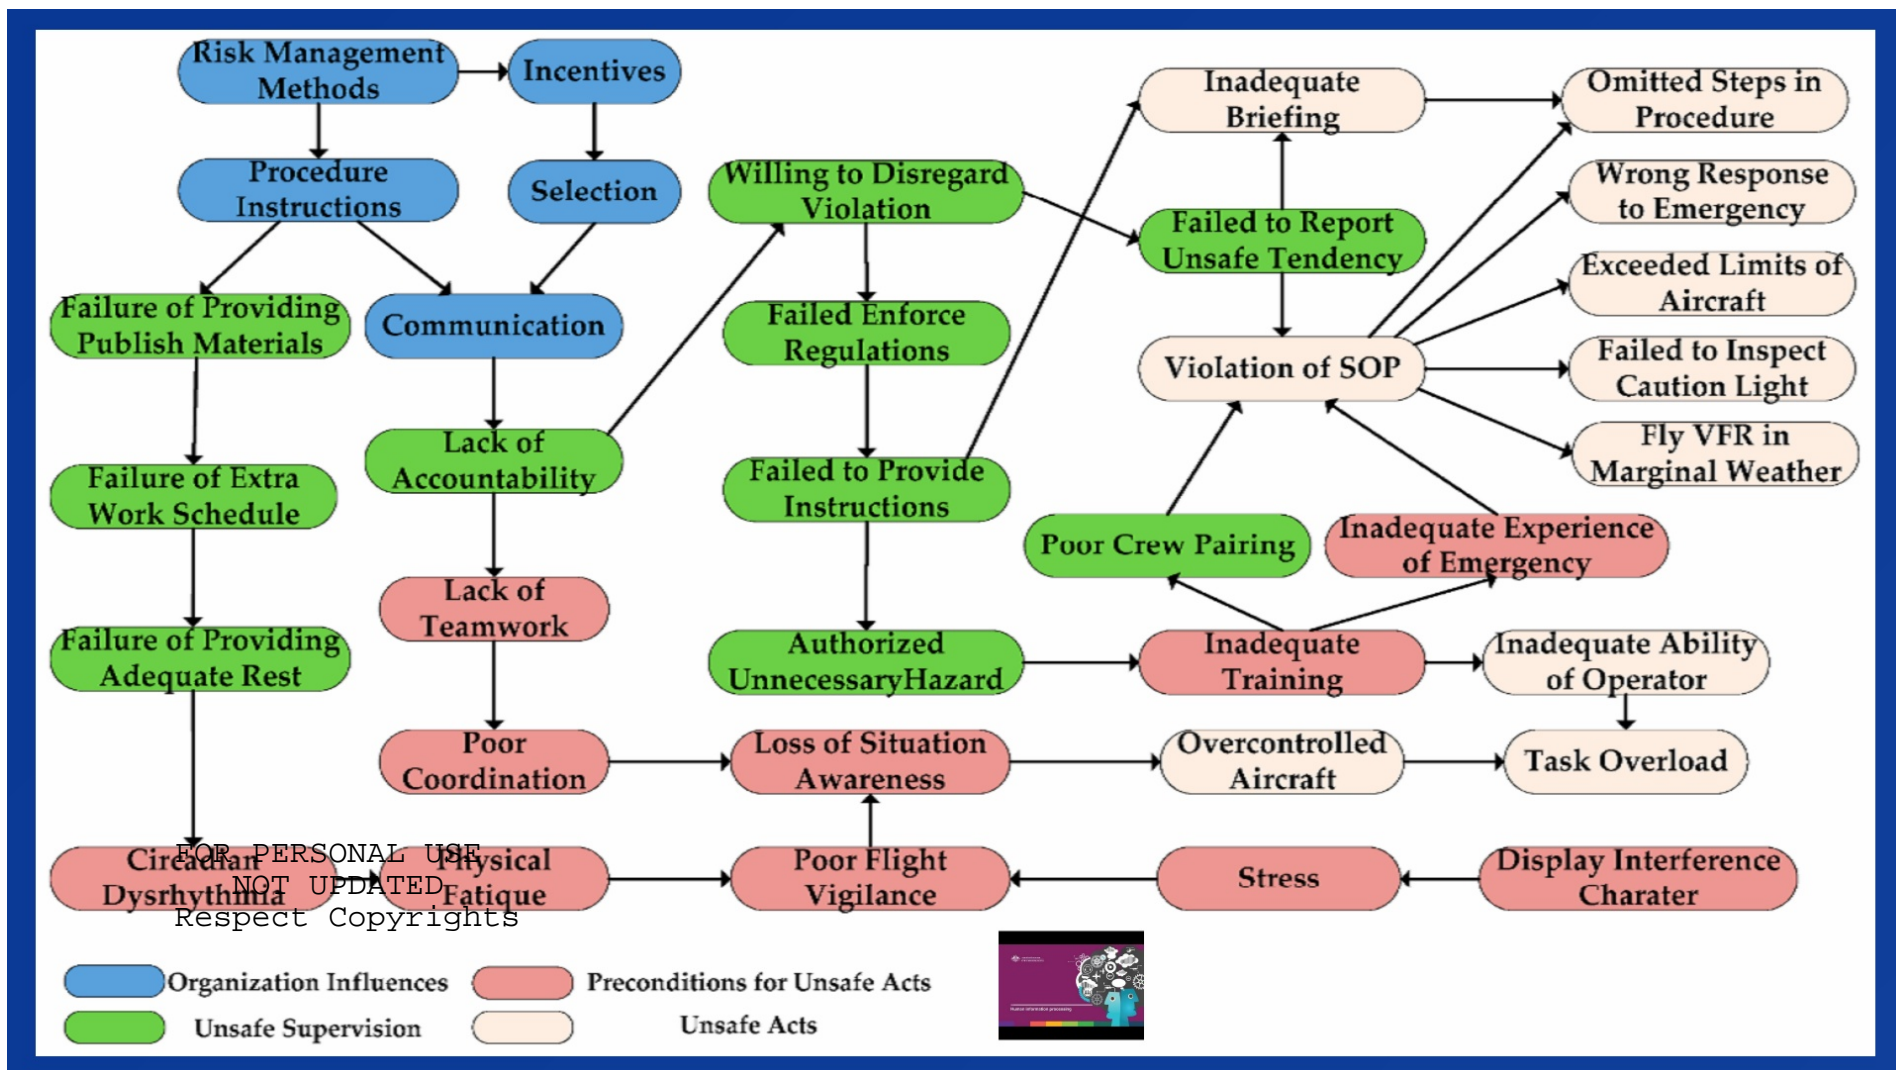 Risk Management
Methods
Incentives
Inadequate
Briefing
Omitted Steps in
Procedure
Procedure
Instructions
Selection
Willing to Disregard
Violation
Wrong Response
to Emergency
Failed to Report
Unsafe Tendency
Exceeded Limits of
Aircraft
Failure of Providing
Publish Materials
Communication
Failed Enforce
Regulations
Violation of SOP
Failed to Inspect
Caution Light
Lack of
Accountability
Fly VFR in
Marginal Weather
Failure of Extra
Work Schedule
Failed to Provide
Instructions
Poor Crew Pairing
Inadequate Experience
of Emergency
Lack of
Teamwork
Failure of Providing
Adequate Rest
Authorized
UnnecessaryHazard
Inadequate
Training
Inadequate Ability
of Operator
Poor
Coordination
Loss of Situation
Awareness
Overcontrolled
Aircraft
Task Overload
Circadian
Dysrhythmia
Physical
Fatique
Poor Flight
Vigilance
Stress
Display Interference
Charater
FOR PERSONAL USE
NOT UPDATED
Respect Copyrights
Organization Influences
Preconditions for Unsafe Acts
Unsafe Supervision
Unsafe Acts
Human information processing